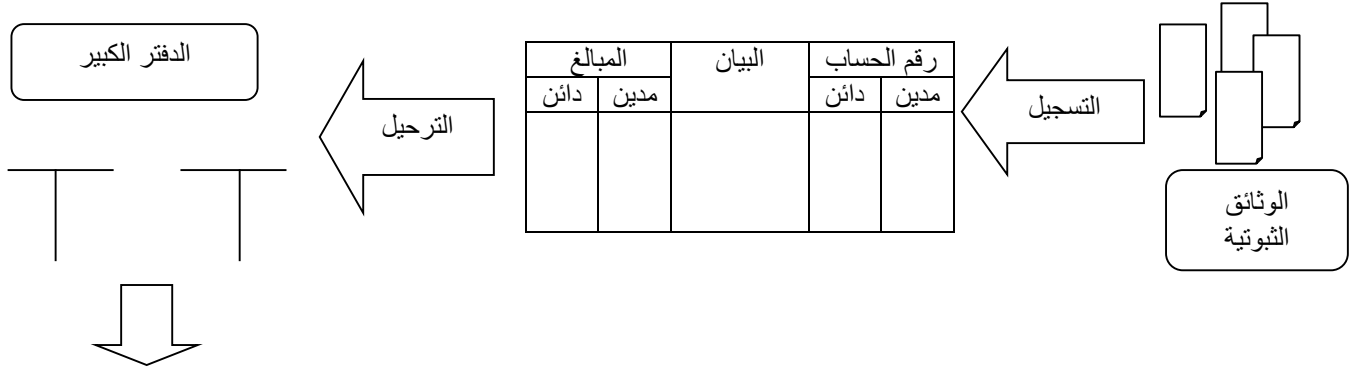 الوثائق
الثبوتية
التسجيل
رقم الحساب البيان المبالغ
مدين دائن مدين دائن
الترحيل
الدفتر الكبير